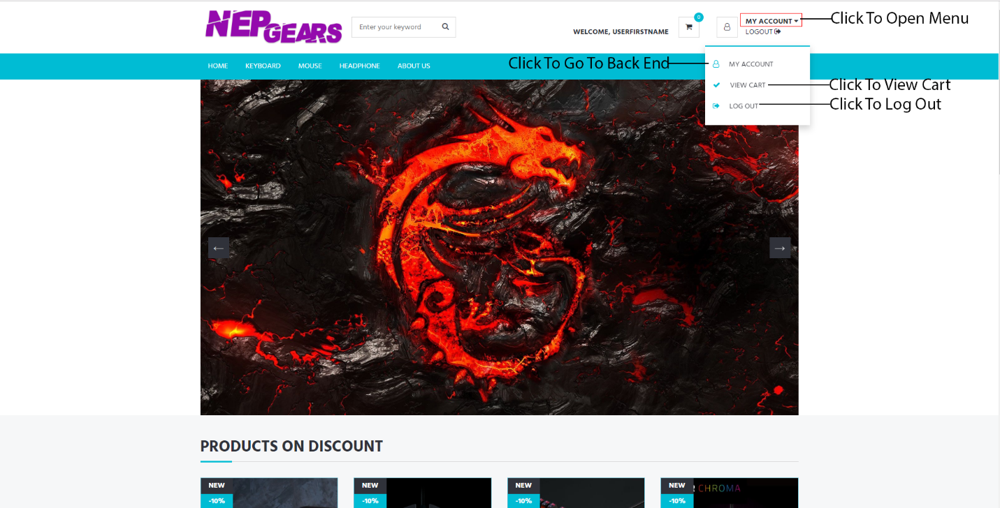 NEPGEARS
Enter your keyword
WELCOME, USERFIRSTNAME
0
MY ACCOUNT
LOGOUT
Click To Open Menu
HOME KEYBOARD MOUSE HEADPHONE ABOUT US
Click To Go To Back End
MY ACCOUNT
VIEW CART
Click To View Cart
LOG OUT
Click To Log Out
PRODUCTS ON DISCOUNT
NEW NEW NEW NEW
CHROMA
-10% -10% -10% -10%